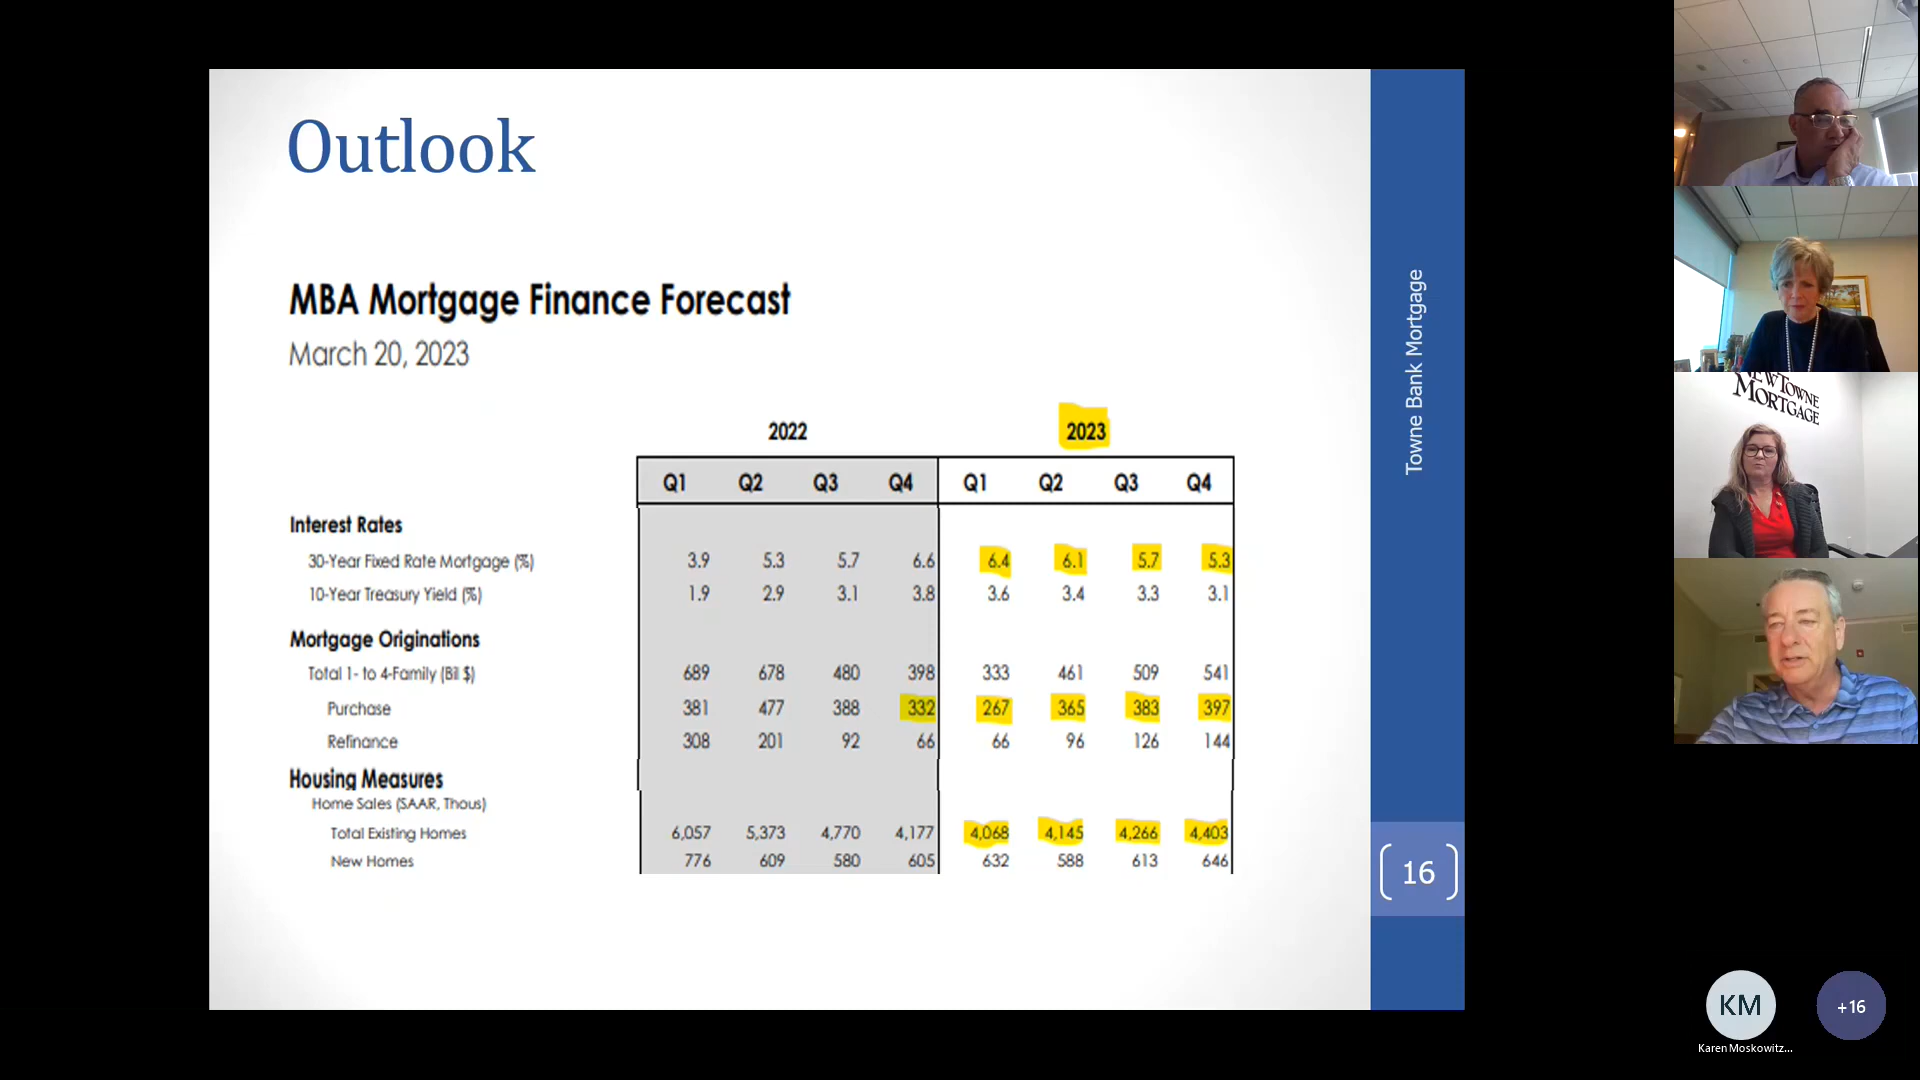 Outlook
MBA Mortgage Finance Forecast
March 20, 2023
2022 2023
Q1 Q2 Q3 Q4 Q1 Q2 Q3 Q4
Interest Rates
30-Year Fixed Rate Mortgage (%) 3.9 5.3 5.7 6.6 6.4 6.1 5.7 5.3
10-Year Treasury Yield (%) 1.9 2.9 3.1 3.8 3.6 3.4 3.3 3.1
Mortgage Originations
Total 1- to 4-Family (Bil $) 689 678 480 398 333 461 509 541
Purchase 381 477 388 332 267 365 383 397
Refinance 308 201 92 66 66 96 126 144
Housing Measures
Home Sales (SAAR, Thous)
Total Existing Homes 6,057 5,373 4,770 4,177 4,068 4,145 4,266 4,403
New Homes 776 609 580 605 632 588 613 646
Towne Bank Mortgage
16
NEW TOWNE
MORTGAGE
KM
+16
Karen Moskowitz...